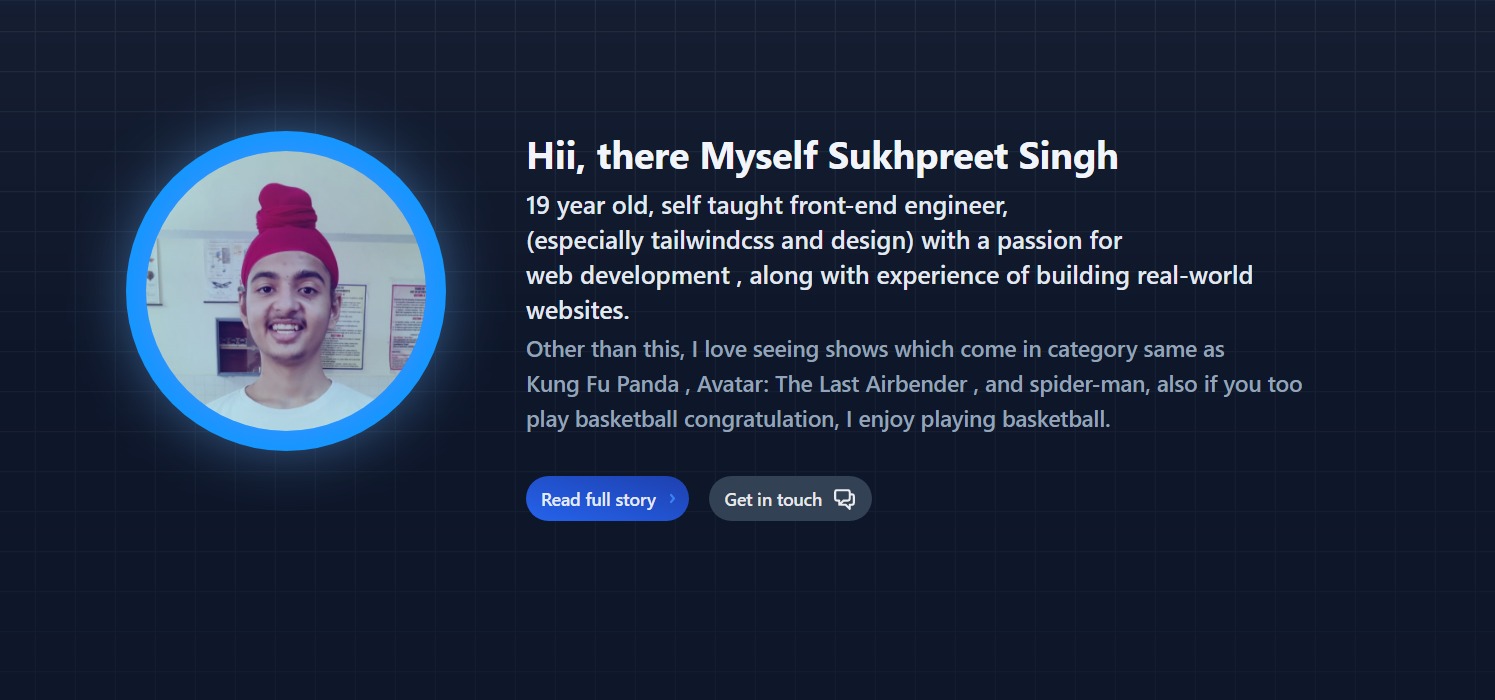 Hii, there Myself Sukhpreet Singh
19 year old, self taught front-end engineer,
(especially tailwindcss and design) with a passion for
web development , along with experience of building real-world
websites.
Other than this, I love seeing shows which come in category same as
Kung Fu Panda , Avatar: The Last Airbender , and spider-man, also if you too
play basketball congratulation, I enjoy playing basketball.
Read full story ›
Get in touch